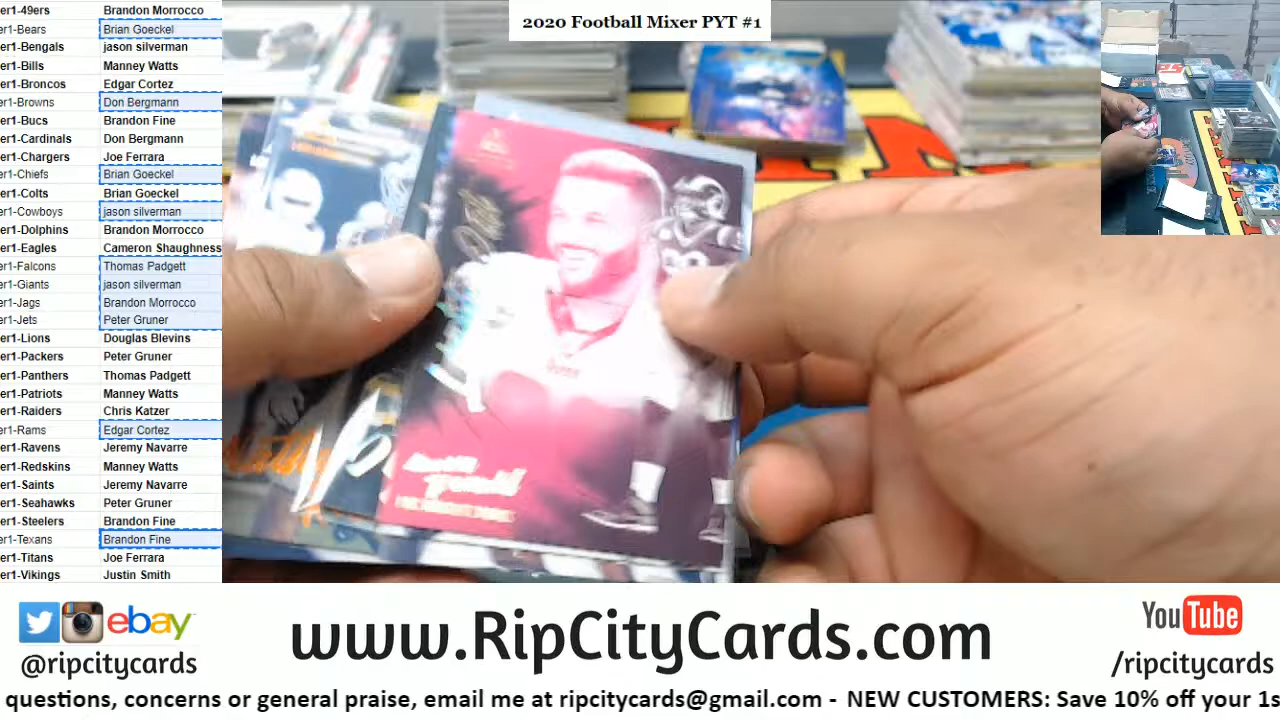 2020 Football Mixer PYT #1
er1-49ers Brandon Morrocco
er1-Bears Brian Goeckel
er1-Bengals jason silverman
er1-Bills Manney Watts
er1-Broncos Edgar Cortez
er1-Browns Don Bergmann
er1-Bucs Brandon Fine
er1-Cardinals Don Bergmann
er1-Chargers Joe Ferrara
er1-Chiefs Brian Goeckel
er1-Colts Brian Goeckel
er1-Cowboys jason silverman
er1-Dolphins Brandon Morrocco
er1-Eagles Cameron Shaughness
er1-Falcons Thomas Padgett
er1-Giants jason silverman
er1-Jags Brandon Morrocco
er1-Jets Peter Gruner
er1-Lions Douglas Blevins
er1-Packers Peter Gruner
er1-Panthers Thomas Padgett
er1-Patriots Manney Watts
er1-Raiders Chris Katzer
er1-Rams Edgar Cortez
er1-Ravens Jeremy Navarre
er1-Redskins Manney Watts
er1-Saints Jeremy Navarre
er1-Seahawks Peter Gruner
er1-Steelers Brandon Fine
er1-Texans Brandon Fine
er1-Titans Joe Ferrara
er1-Vikings Justin Smith
ebay
@ripcitycards
www.RipCityCards.com
YouTube
/ripcitycards
questions, concerns or general praise, email me at ripcitycards@gmail.com - NEW CUSTOMERS: Save 10% off your 1s